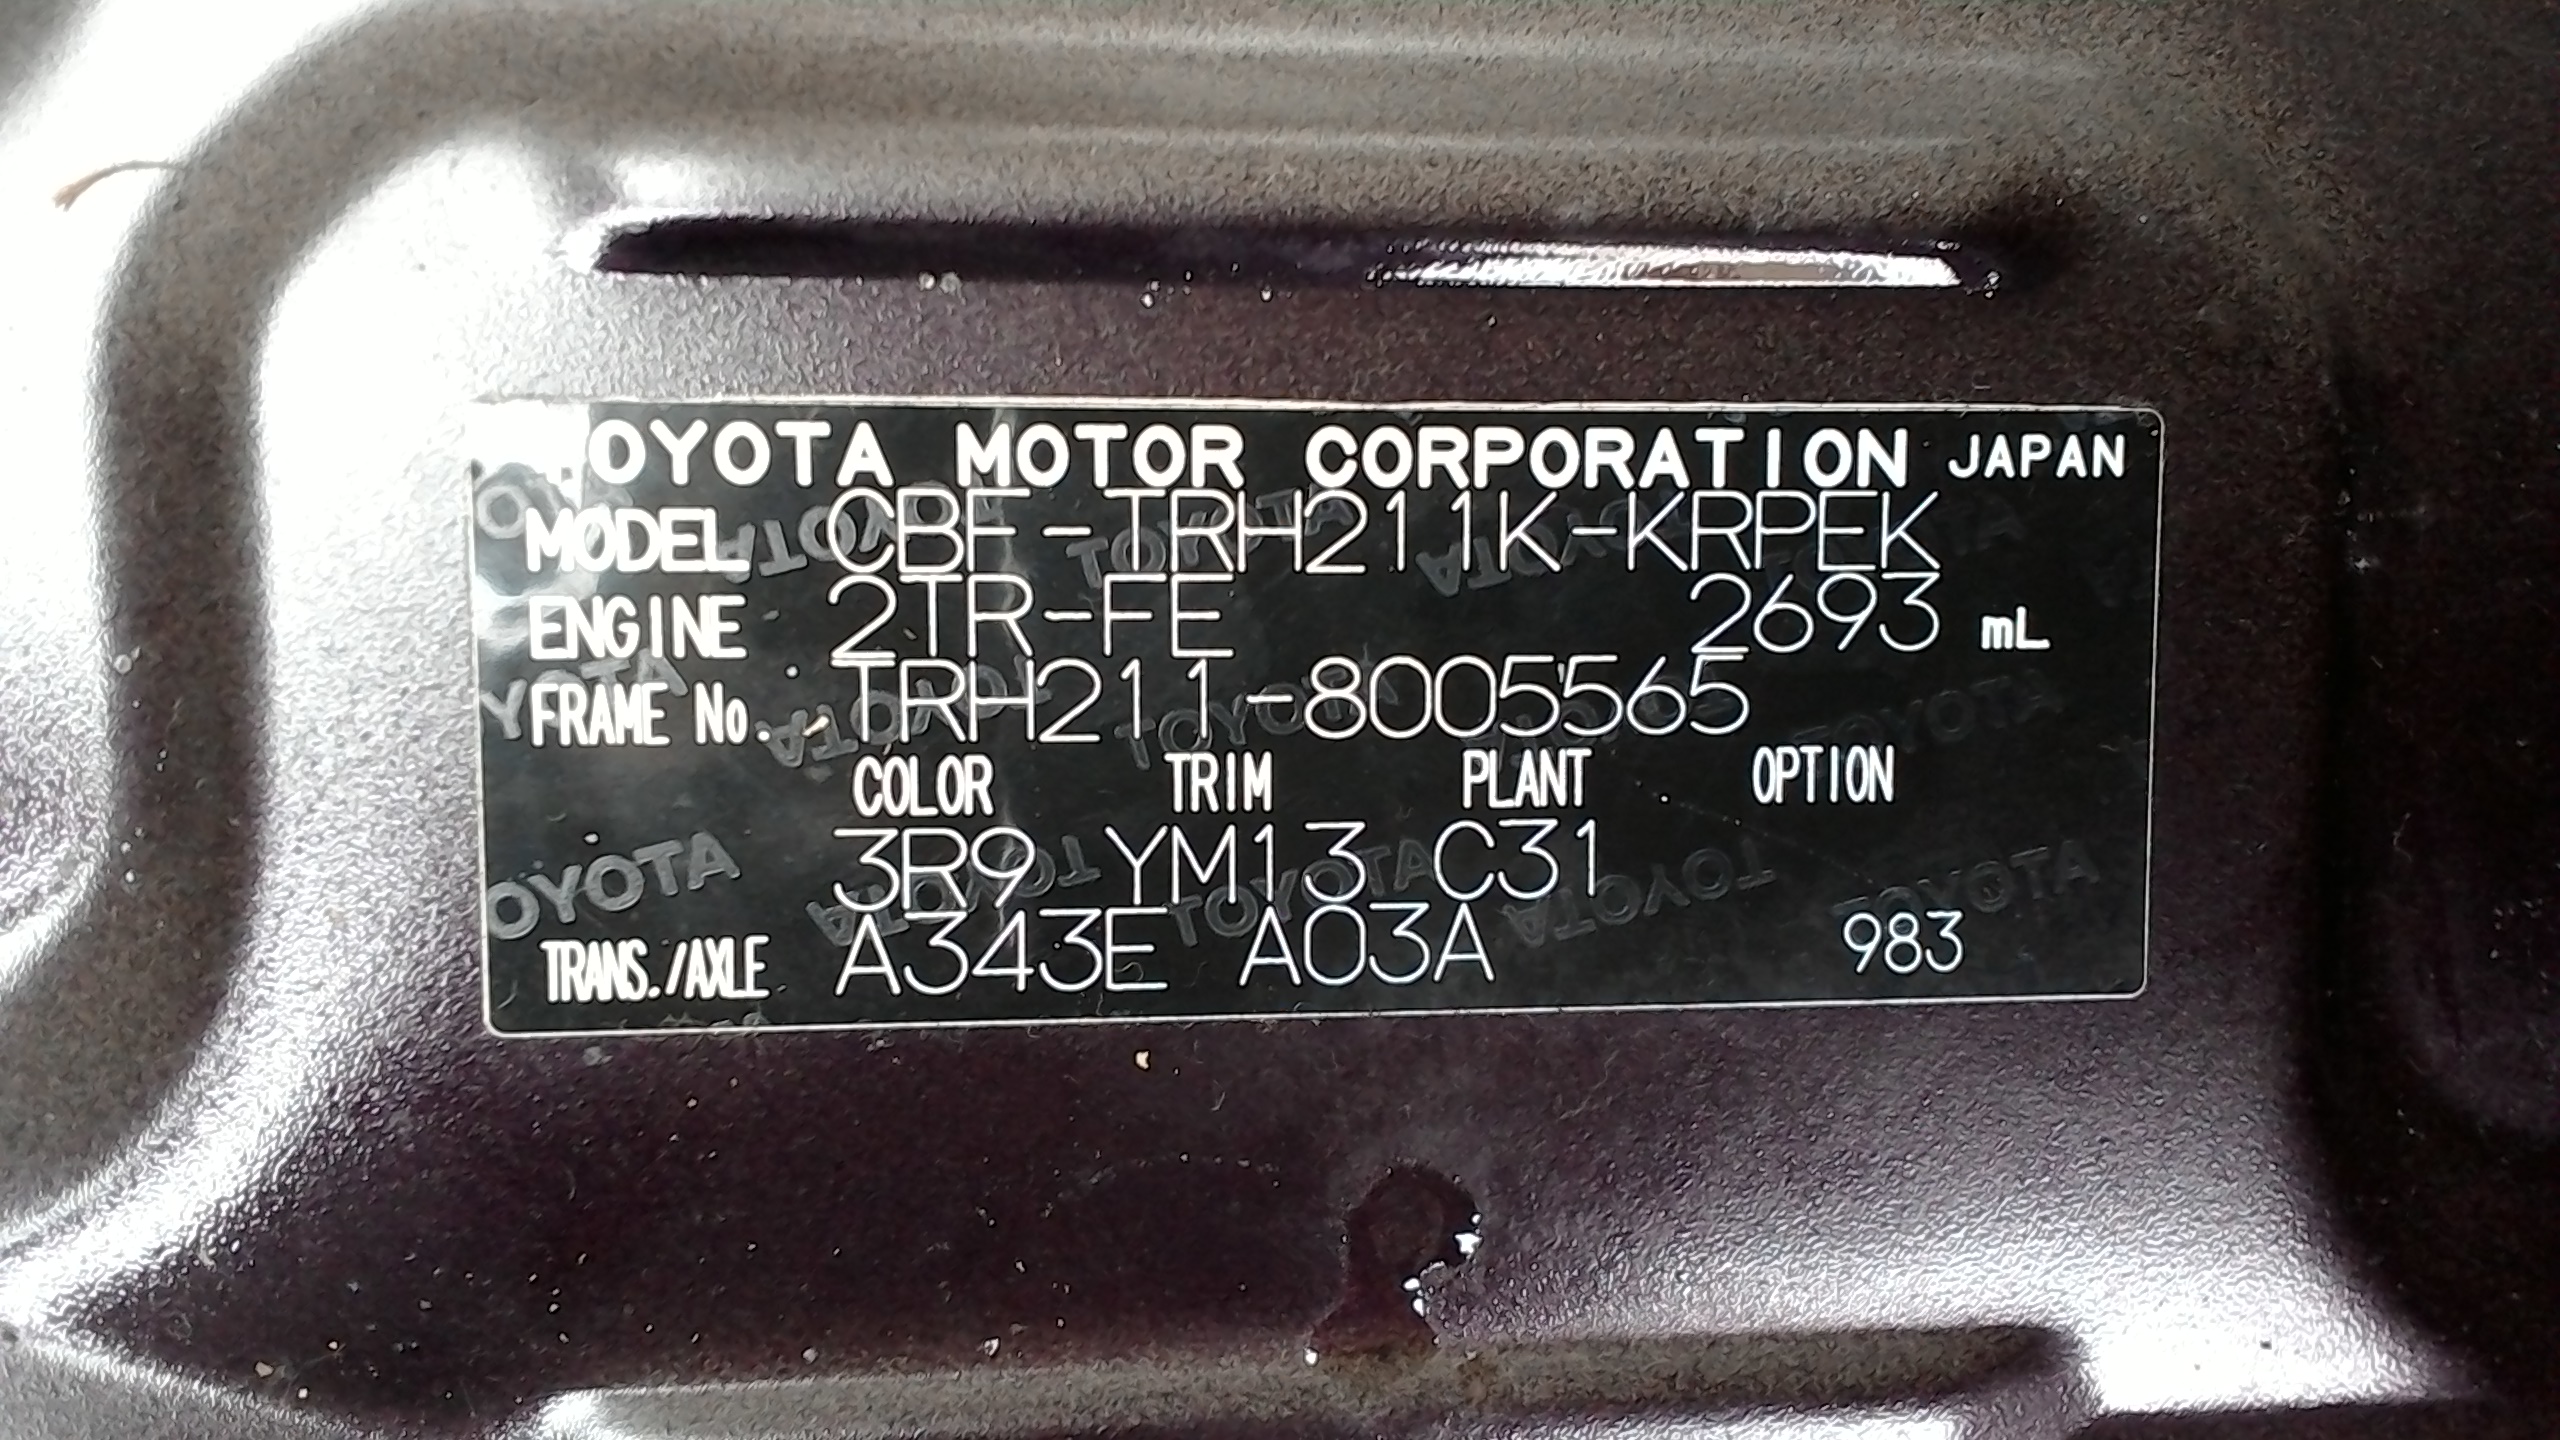 TOYOTA MOTOR CORPORATION JAPAN
MODEL CBF-TRH211K-KRPEK
ENGINE 2TR-FE 2693 mL
FRAME No. TRH211-8005565
COLOR TRIM PLANT OPTION
3R9 YM13 C31
TRANS./AXLE A343E A03A 983